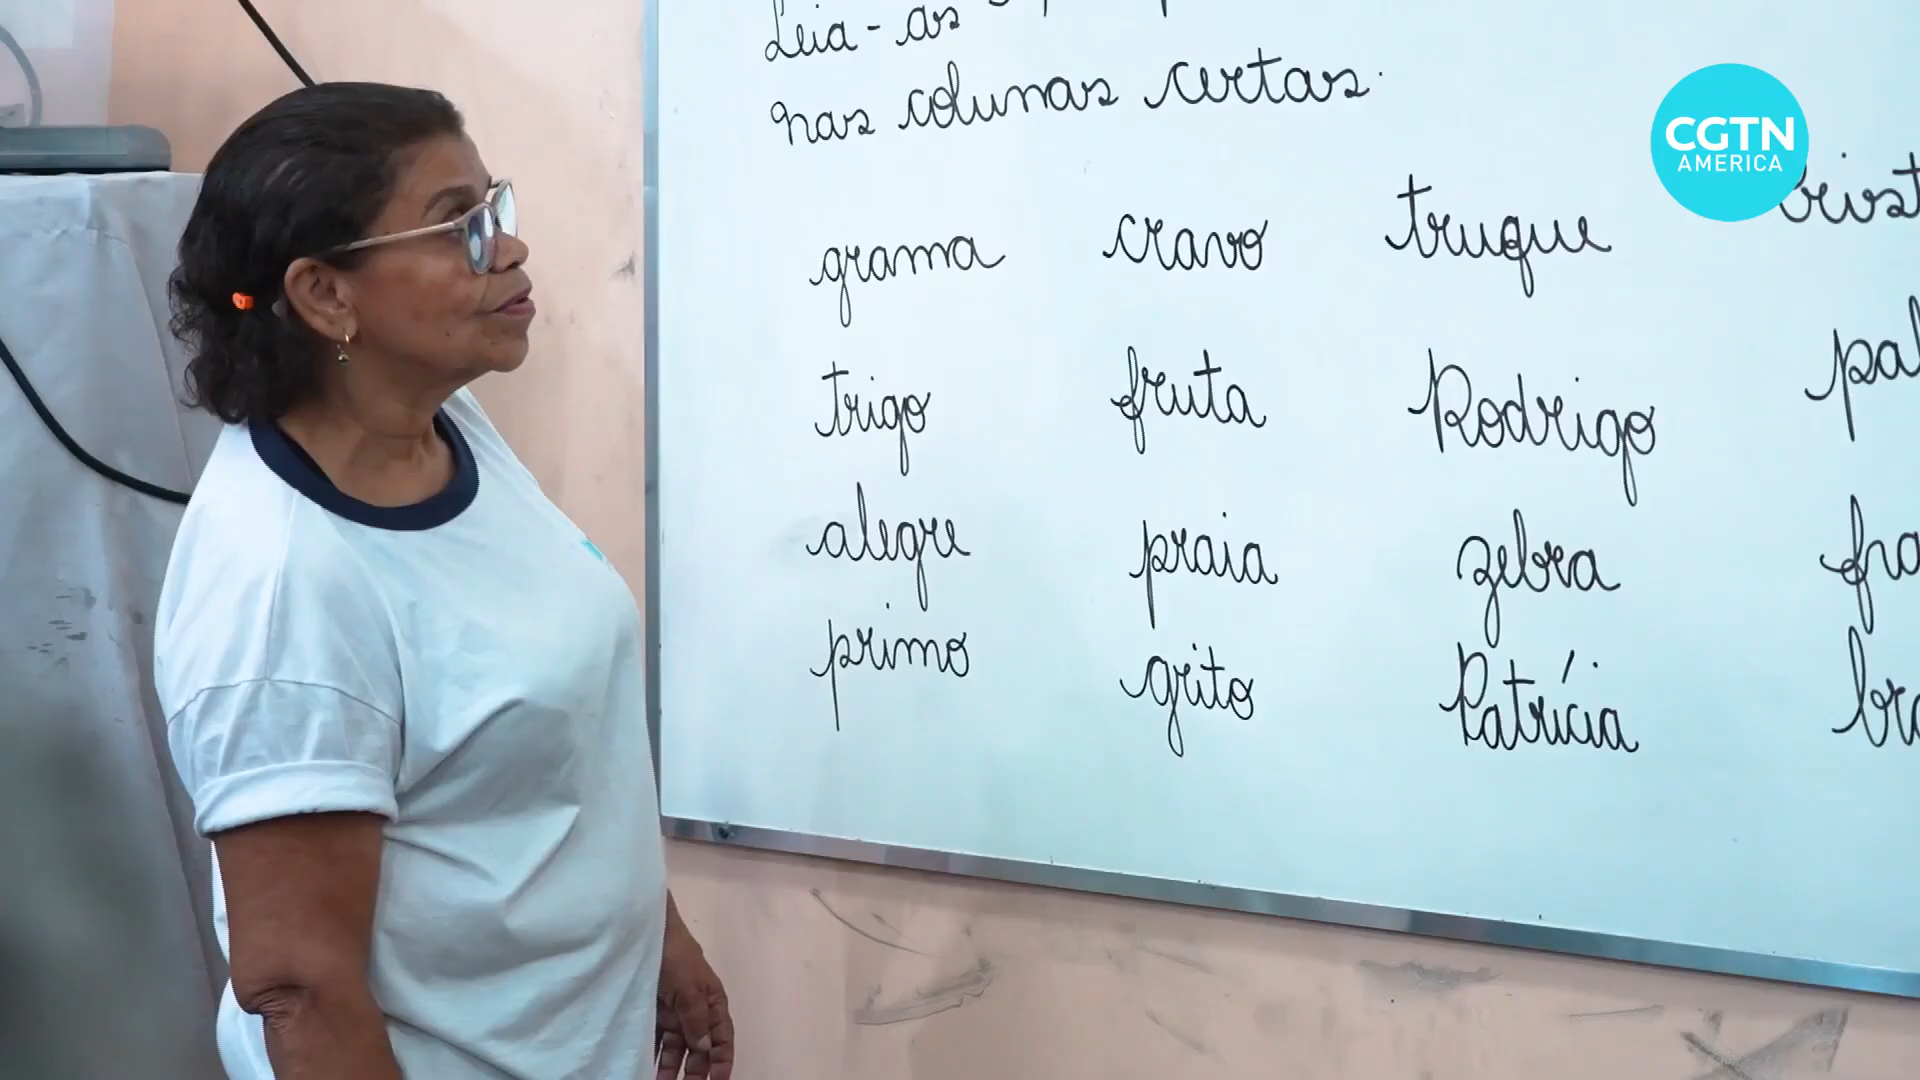 Leia-as
nas colunas certas.
CGTN
AMERICA
grama cravo truque
trigo fruta Rodrigo
alegre praia zebra
primo grito Patrícia